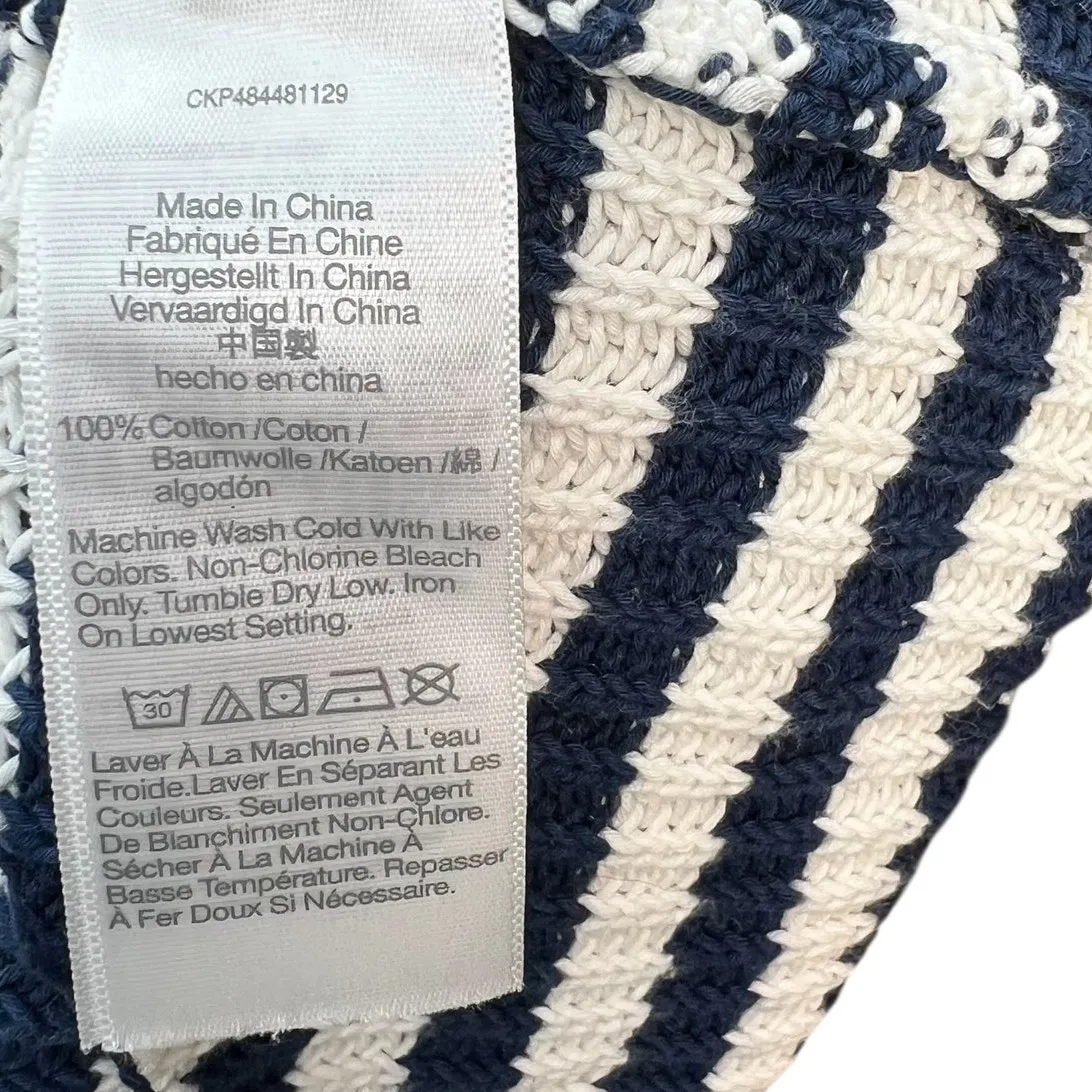 CKP484481129
Made In China
Fabriqué En Chine
Hergestellt In China
Vervaardigd In China
中国製
hecho en china
100% Cotton /Coton /
Baumwolle /Katoen /綿 /
algodón
Machine Wash Cold With Like
Colors. Non-Chlorine Bleach
Only. Tumble Dry Low. Iron
On Lowest Setting.
30
Laver À La Machine À L'eau
Froide.Laver En Séparant Les
Couleurs. Seulement Agent
De Blanchiment Non-Chlore.
Sécher À La Machine À
Basse Température. Repasser
À Fer Doux Si Nécessaire.